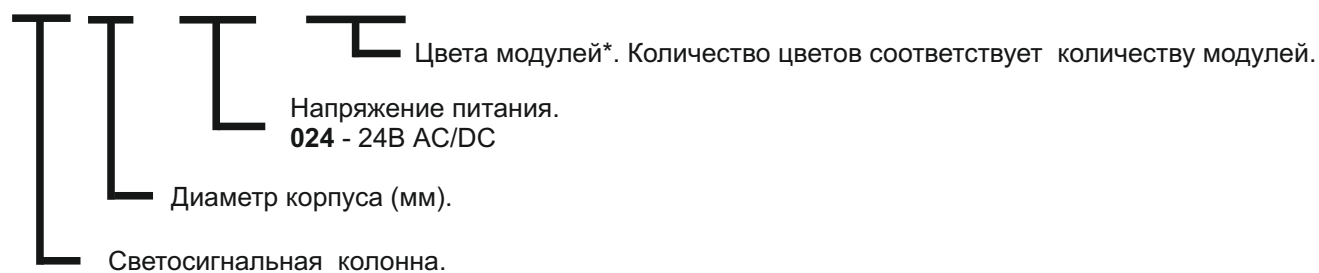 Цвета модулей*. Количество цветов соответствует количеству модулей.
Напряжение питания.
024 - 24В AC/DC
Диаметр корпуса (мм).
Светосигнальная колонна.